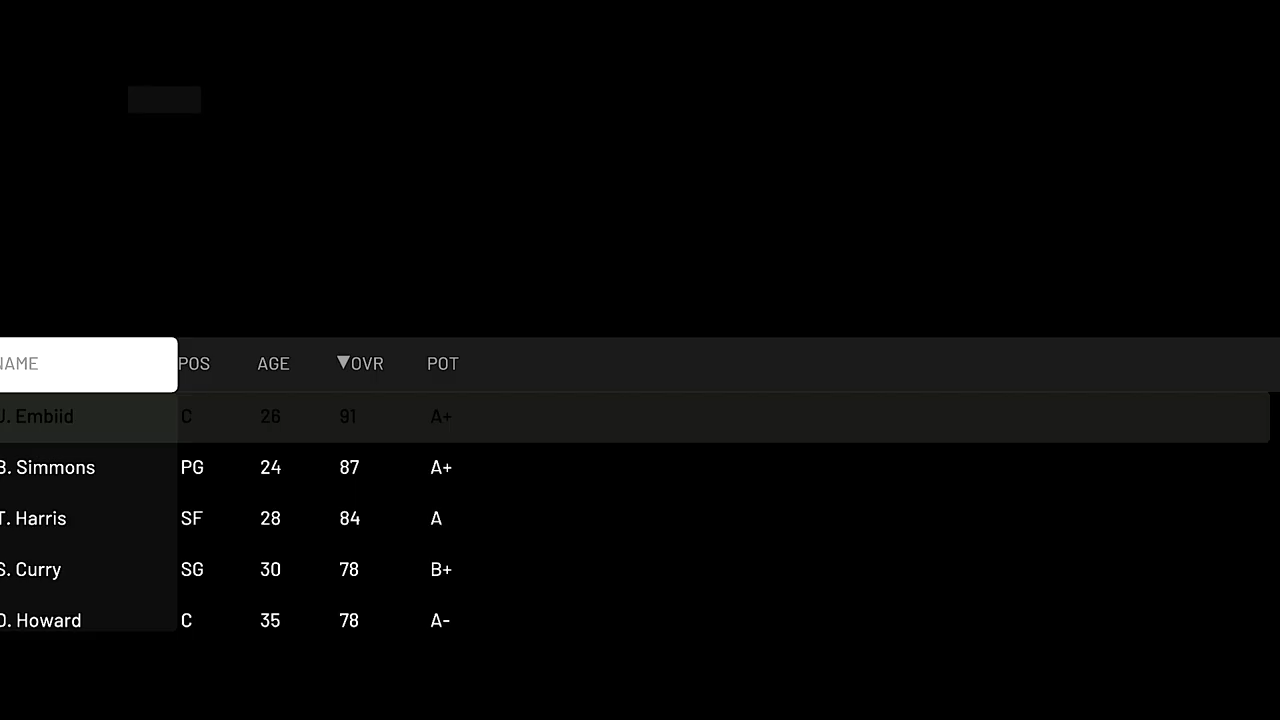 NAME POS AGE ▼OVR POT
J. Embiid C 26 91 A+
B. Simmons PG 24 87 A+
T. Harris SF 28 84 A
S. Curry SG 30 78 B+
D. Howard C 35 78 A-